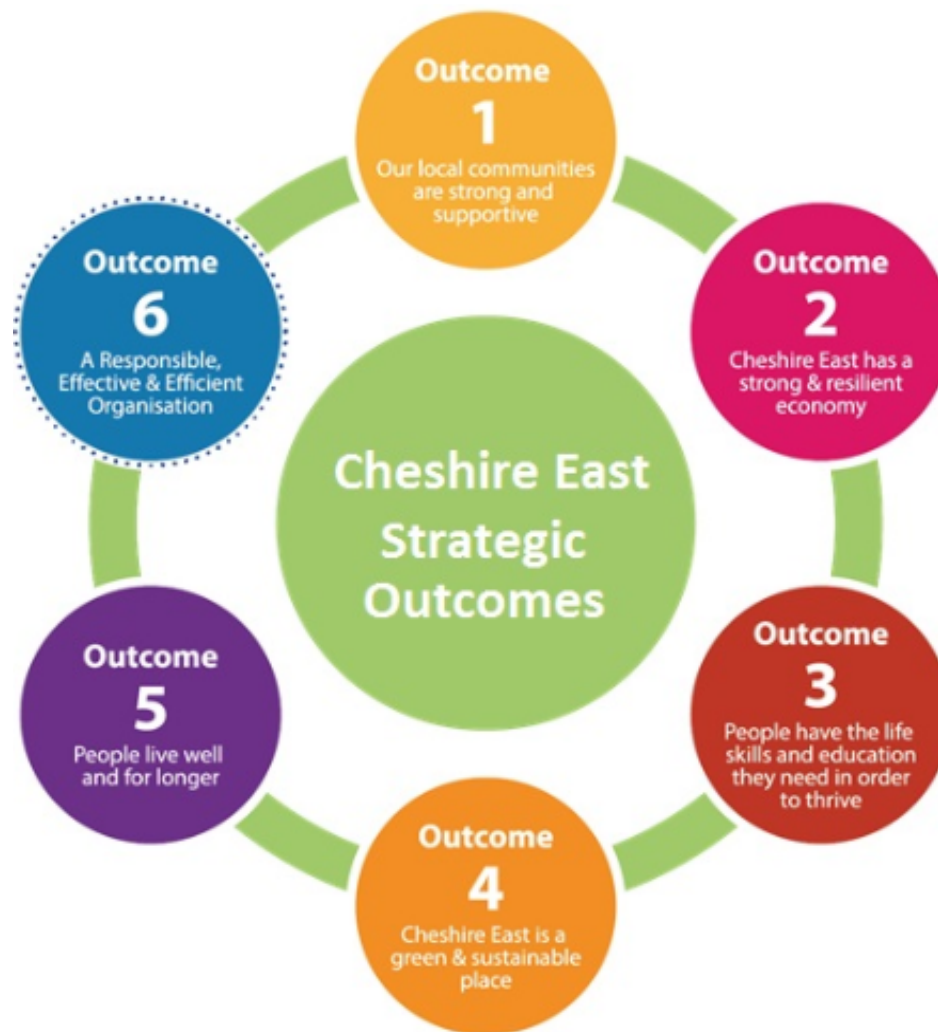 Outcome
1
Our local communities
are strong and
supportive
Outcome
2
Cheshire East has a
strong & resilient
economy
Outcome
3
People have the life
skills and education
they need in order
to thrive
Outcome
4
Cheshire East is a
green & sustainable
place
Outcome
5
People live well
and for longer
Outcome
6
A Responsible,
Effective & Efficient
Organisation
Cheshire East
Strategic
Outcomes